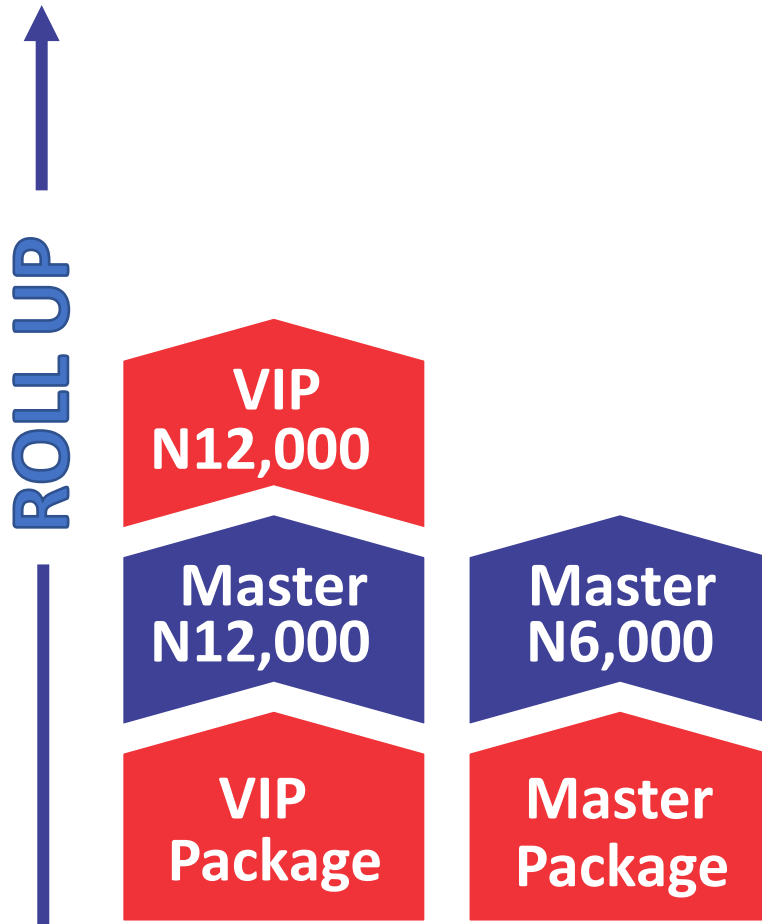 ROLL UP
VIP
N12,000
Master
N12,000
VIP
Package
Master
N6,000
Master
Package